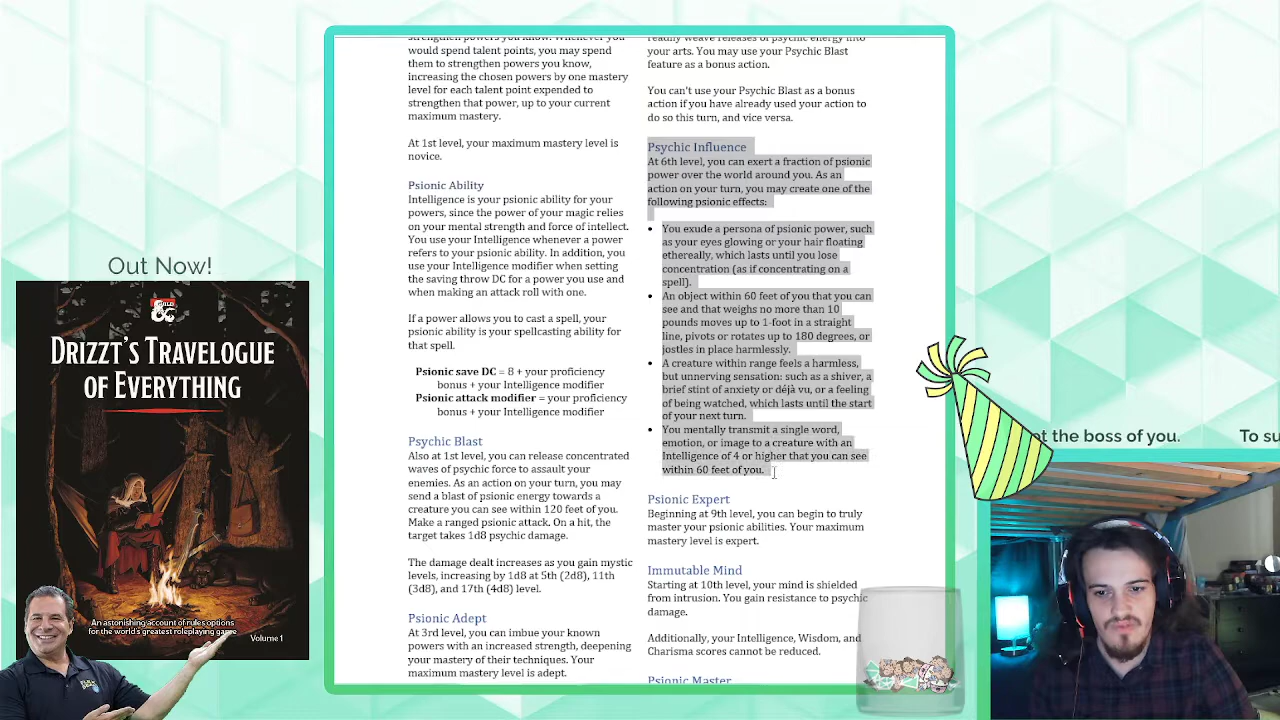 Out Now!
GUILD
&
DRIZZT'S TRAVELOGUE
OF EVERYTHING
An astonishing account of rules options
for the world's greatest roleplaying game
Volume 1
FLEX
SEAL
strengthen powers you know. Whenever you
would spend talent points, you may spend
them to strengthen powers you know,
increasing the chosen powers by one mastery
level for each talent point expended to
strengthen that power, up to your current
maximum mastery.
At 1st level, your maximum mastery level is
novice.
Psionic Ability
Intelligence is your psionic ability for your
powers, since the power of your magic relies
on your mental strength and force of intellect.
You use your Intelligence whenever a power
refers to your psionic ability. In addition, you
use your Intelligence modifier when setting
the saving throw DC for a power you use and
when making an attack roll with one.
If a power allows you to cast a spell, your
psionic ability is your spellcasting ability for
that spell.
Psionic save DC = 8 + your proficiency
bonus + your Intelligence modifier
Psionic attack modifier = your proficiency
bonus + your Intelligence modifier
Psychic Blast
Also at 1st level, you can release concentrated
waves of psychic force to assault your
enemies. As an action on your turn, you may
send a blast of psionic energy towards a
creature you can see within 120 feet of you.
Make a ranged psionic attack. On a hit, the
target takes 1d8 psychic damage.
The damage dealt increases as you gain mystic
levels, increasing by 1d8 at 5th (2d8), 11th
(3d8), and 17th (4d8) level.
Psionic Adept
At 3rd level, you can imbue your known
powers with an increased strength, deepening
your mastery of their techniques. Your
maximum mastery level is adept.
readily weave releases of psychic energy into
your arts. You may use your Psychic Blast
feature as a bonus action.
You can't use your Psychic Blast as a bonus
action if you have already used your action to
do so this turn, and vice versa.
Psychic Influence
At 6th level, you can exert a fraction of psionic
power over the world around you. As an
action on your turn, you may create one of the
following psionic effects:
• You exude a persona of psionic power, such
as your eyes glowing or your hair floating
ethereally, which lasts until you lose
concentration (as if concentrating on a
spell).
• An object within 60 feet of you that you can
see and that weighs no more than 10
pounds moves up to 1-foot in a straight
line, pivots or rotates up to 180 degrees, or
jostles in place harmlessly.
• A creature within range feels a harmless,
but unnerving sensation: such as a shiver, a
brief stint of anxiety or déjà vu, or a feeling
of being watched, which lasts until the start
of your next turn.
• You mentally transmit a single word,
emotion, or image to a creature with an
Intelligence of 4 or higher that you can see
within 60 feet of you.
Psionic Expert
Beginning at 9th level, you can begin to truly
master your psionic abilities. Your maximum
mastery level is expert.
Immutable Mind
Starting at 10th level, your mind is shielded
from intrusion. You gain resistance to psychic
damage.
Additionally, your Intelligence, Wisdom, and
Charisma scores cannot be reduced.
Psionic Master
ot the boss of you. To su